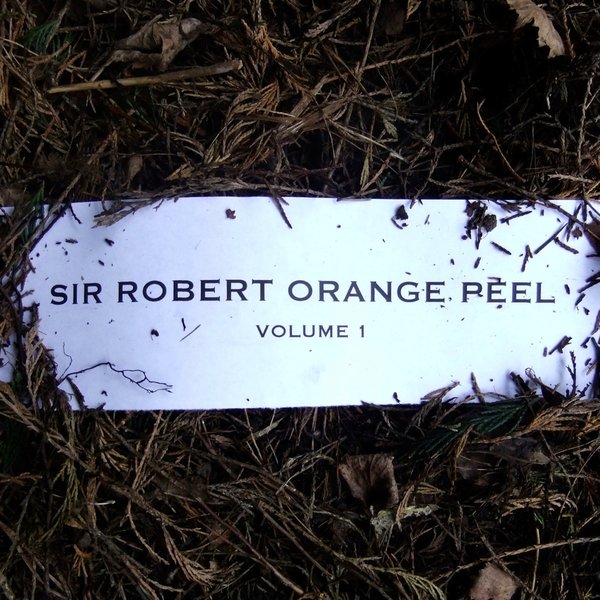 SIR ROBERT ORANGE PEEL
VOLUME 1